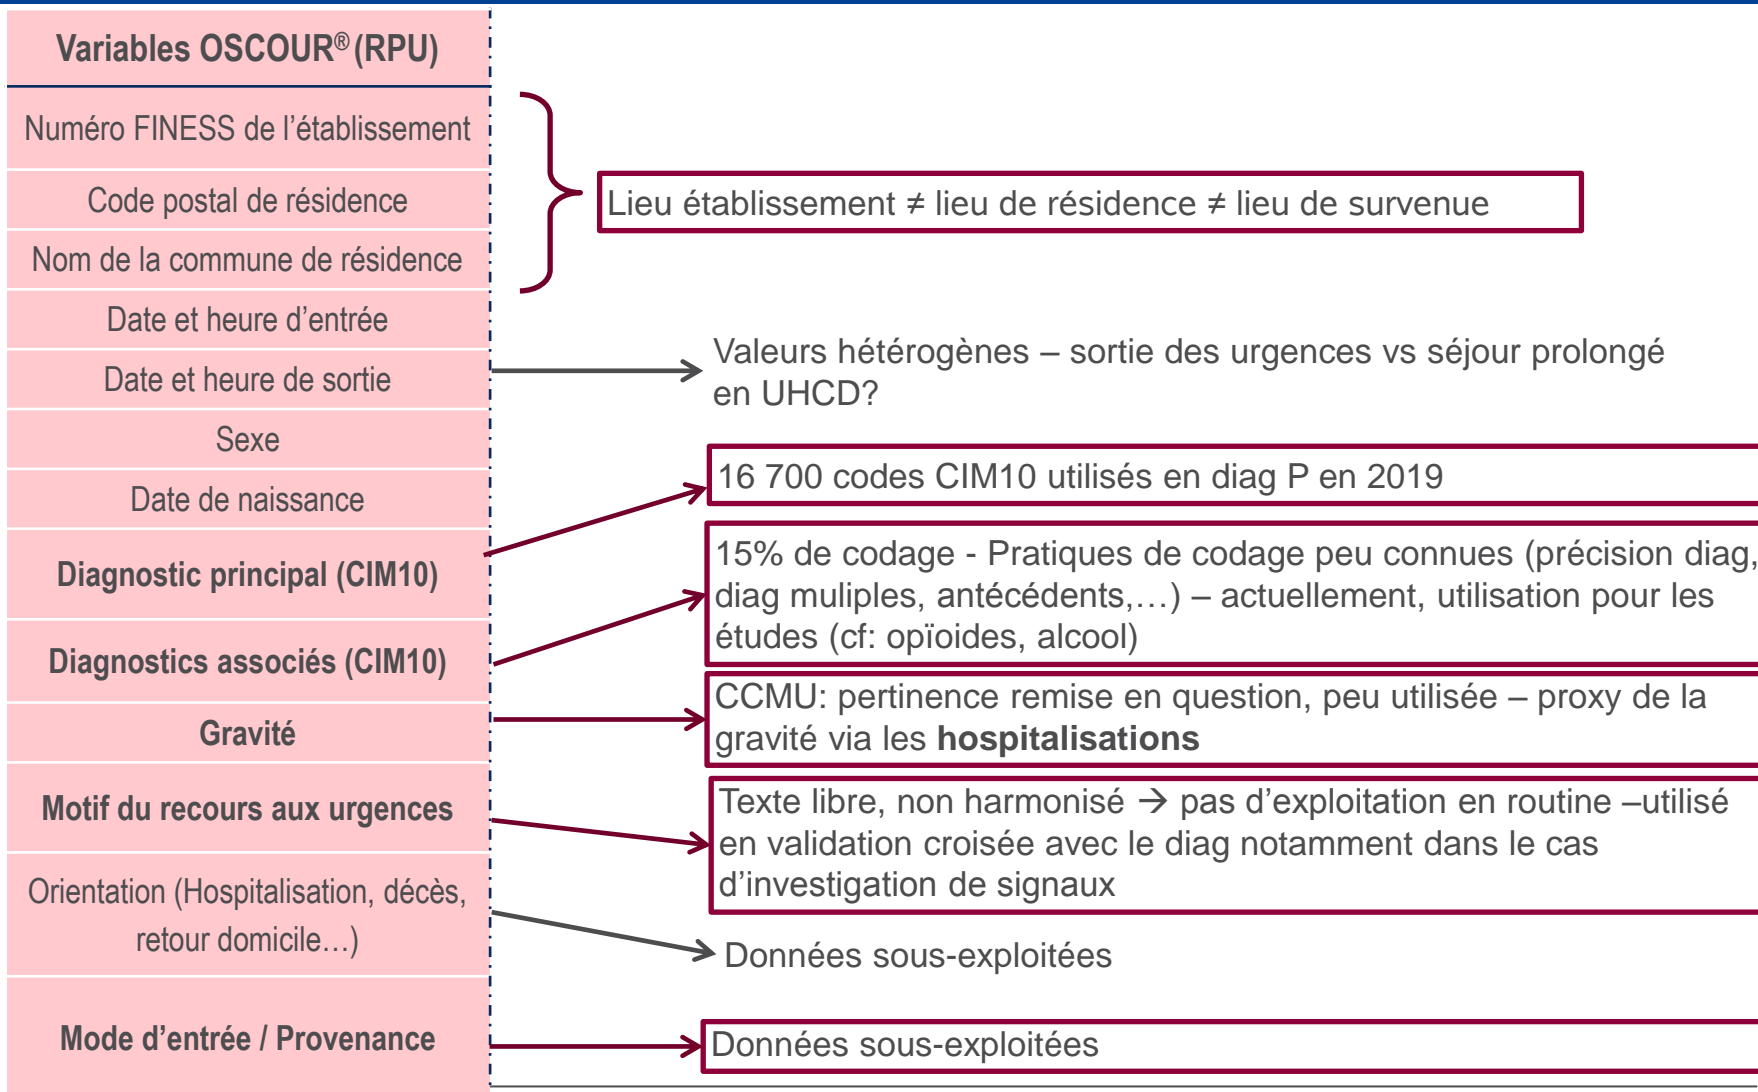 Variables OSCOUR® (RPU)
Numéro FINESS de l’établissement
Code postal de résidence
Nom de la commune de résidence
Lieu établissement ≠ lieu de résidence ≠ lieu de survenue
Date et heure d’entrée
Date et heure de sortie
Valeurs hétérogènes – sortie des urgences vs séjour prolongé
en UHCD?
Sexe
Date de naissance
Diagnostic principal (CIM10)
16 700 codes CIM10 utilisés en diag P en 2019
Diagnostics associés (CIM10)
15% de codage - Pratiques de codage peu connues (précision diag,
diag muliples, antécédents,…) – actuellement, utilisation pour les
études (cf: opïoides, alcool)
Gravité
CCMU: pertinence remise en question, peu utilisée – proxy de la
gravité via les hospitalisations
Motif du recours aux urgences
Texte libre, non harmonisé → pas d’exploitation en routine –utilisé
en validation croisée avec le diag notamment dans le cas
d’investigation de signaux
Orientation (Hospitalisation, décès,
retour domicile…)
Données sous-exploitées
Mode d’entrée / Provenance
Données sous-exploitées